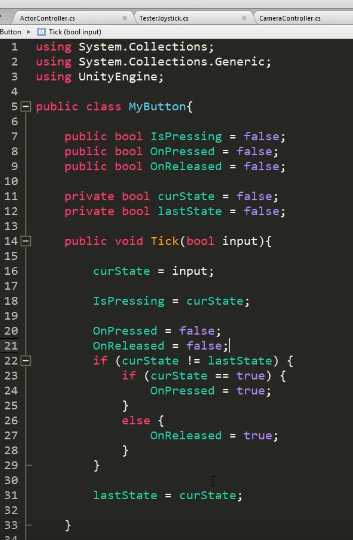 ActorController.cs × TesterJoystick.cs × CameraController.cs
Button ▸ Tick (bool input)
1 using System.Collections;
2 using System.Collections.Generic;
3 using UnityEngine;
4
5 public class MyButton{
6
7 public bool IsPressing = false;
8 public bool OnPressed = false;
9 public bool OnReleased = false;
10
11 private bool curState = false;
12 private bool lastState = false;
13
14 public void Tick(bool input){
15
16 curState = input;
17
18 IsPressing = curState;
19
20 OnPressed = false;
21 OnReleased = false;
22 if (curState != lastState) {
23 if (curState == true) {
24 OnPressed = true;
25 }
26 else {
27 OnReleased = true;
28 }
29 }
30
31 lastState = curState;
32
33 }
34